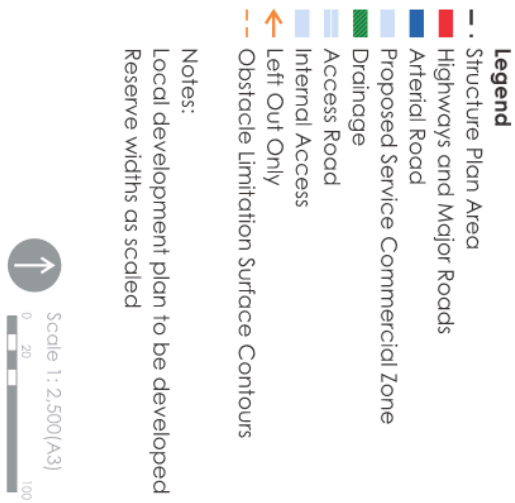 Legend
Structure Plan Area
Highways and Major Roads
Arterial Road
Proposed Service Commercial Zone
Drainage
Access Road
Internal Access
Left Out Only
Obstacle Limitation Surface Contours
Notes:
Local development plan to be developed
Reserve widths as scaled
Scale 1: 2,500(A3)
0 20 100